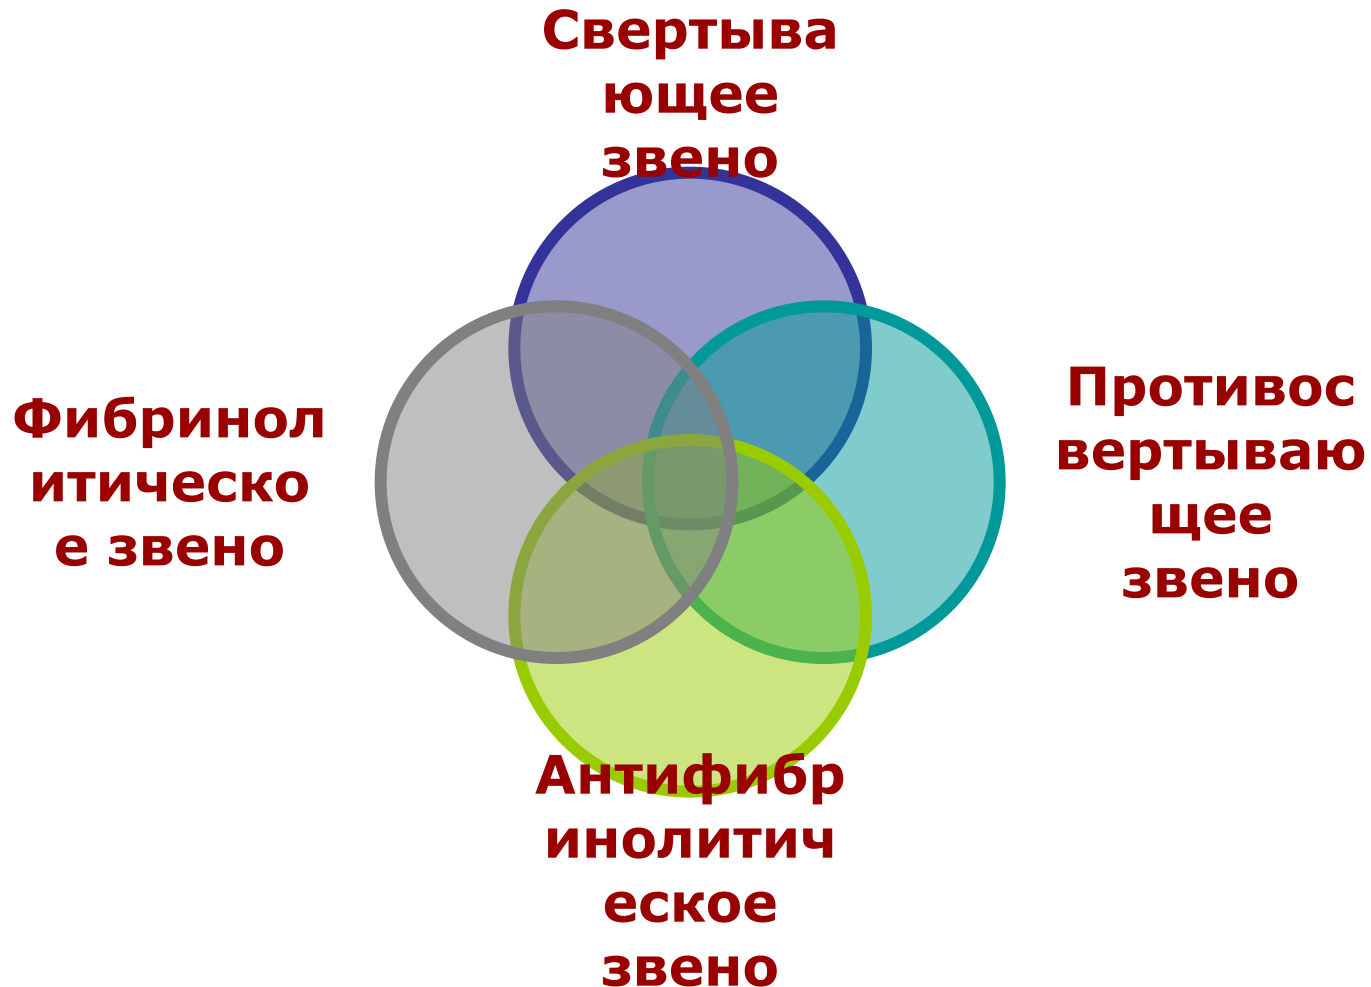 Свертыва
ющее
звено
Противос
вертываю
щее
звено
Антифибр
инолитич
еское
звено
Фибринол
итическо
е звено